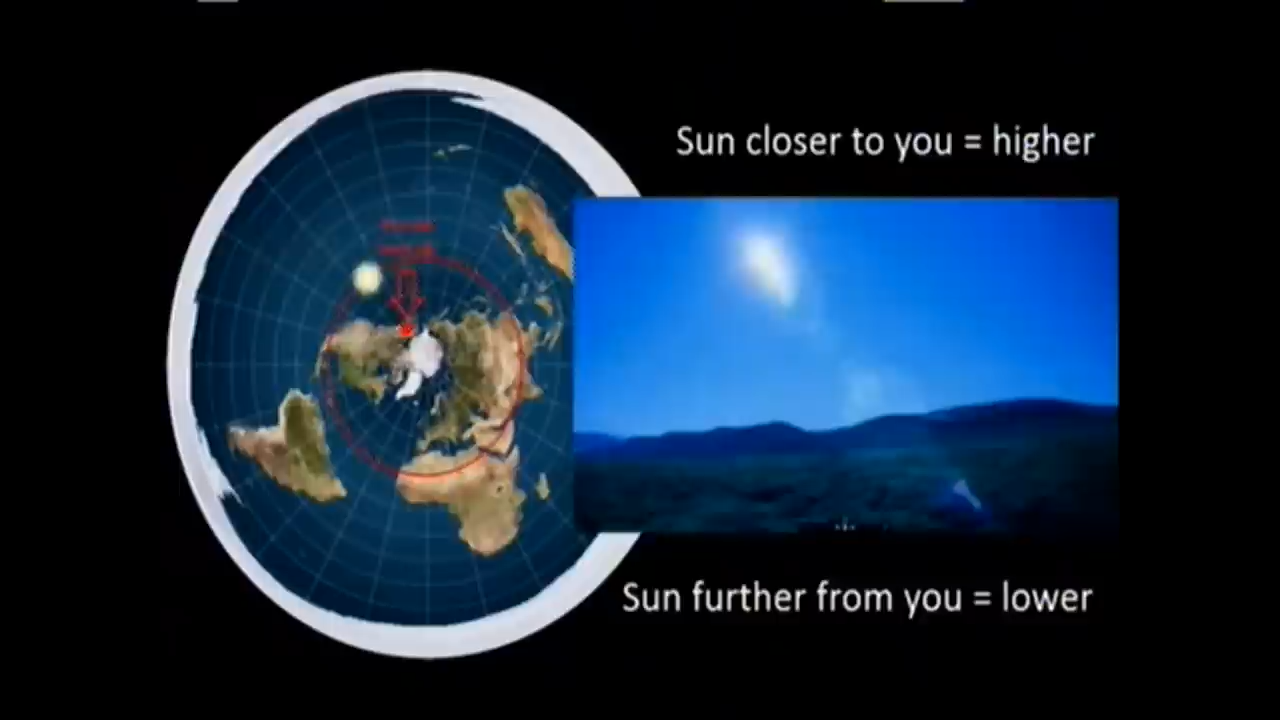 Sun closer to you = higher
Sun further from you = lower